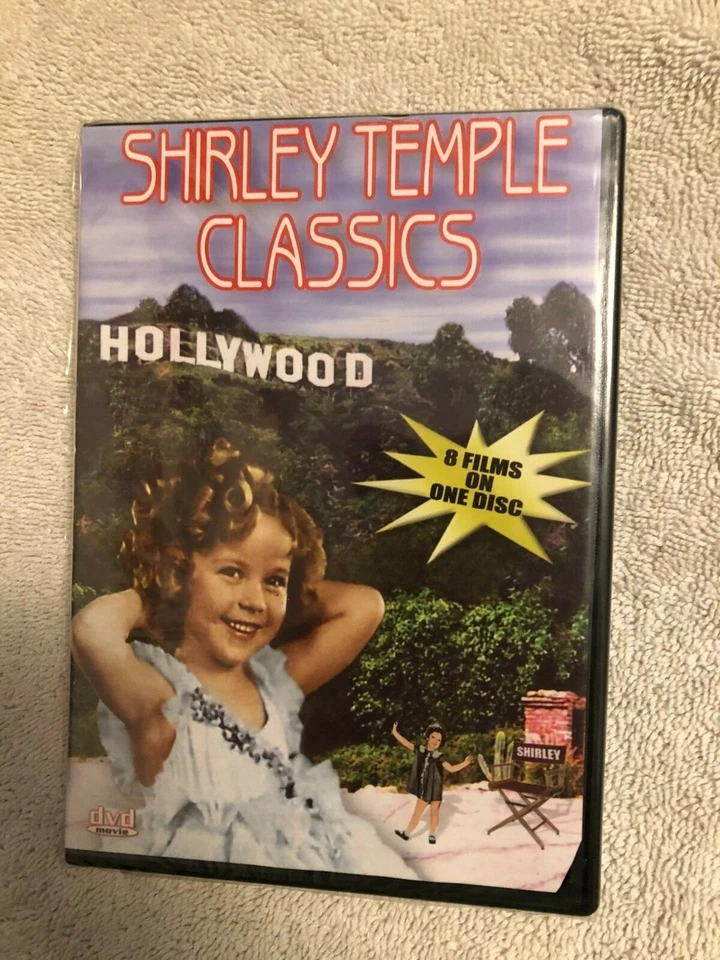 SHIRLEY TEMPLE
CLASSICS
HOLLYWOOD
8 FILMS
ON
ONE DISC
SHIRLEY
dvd
movie